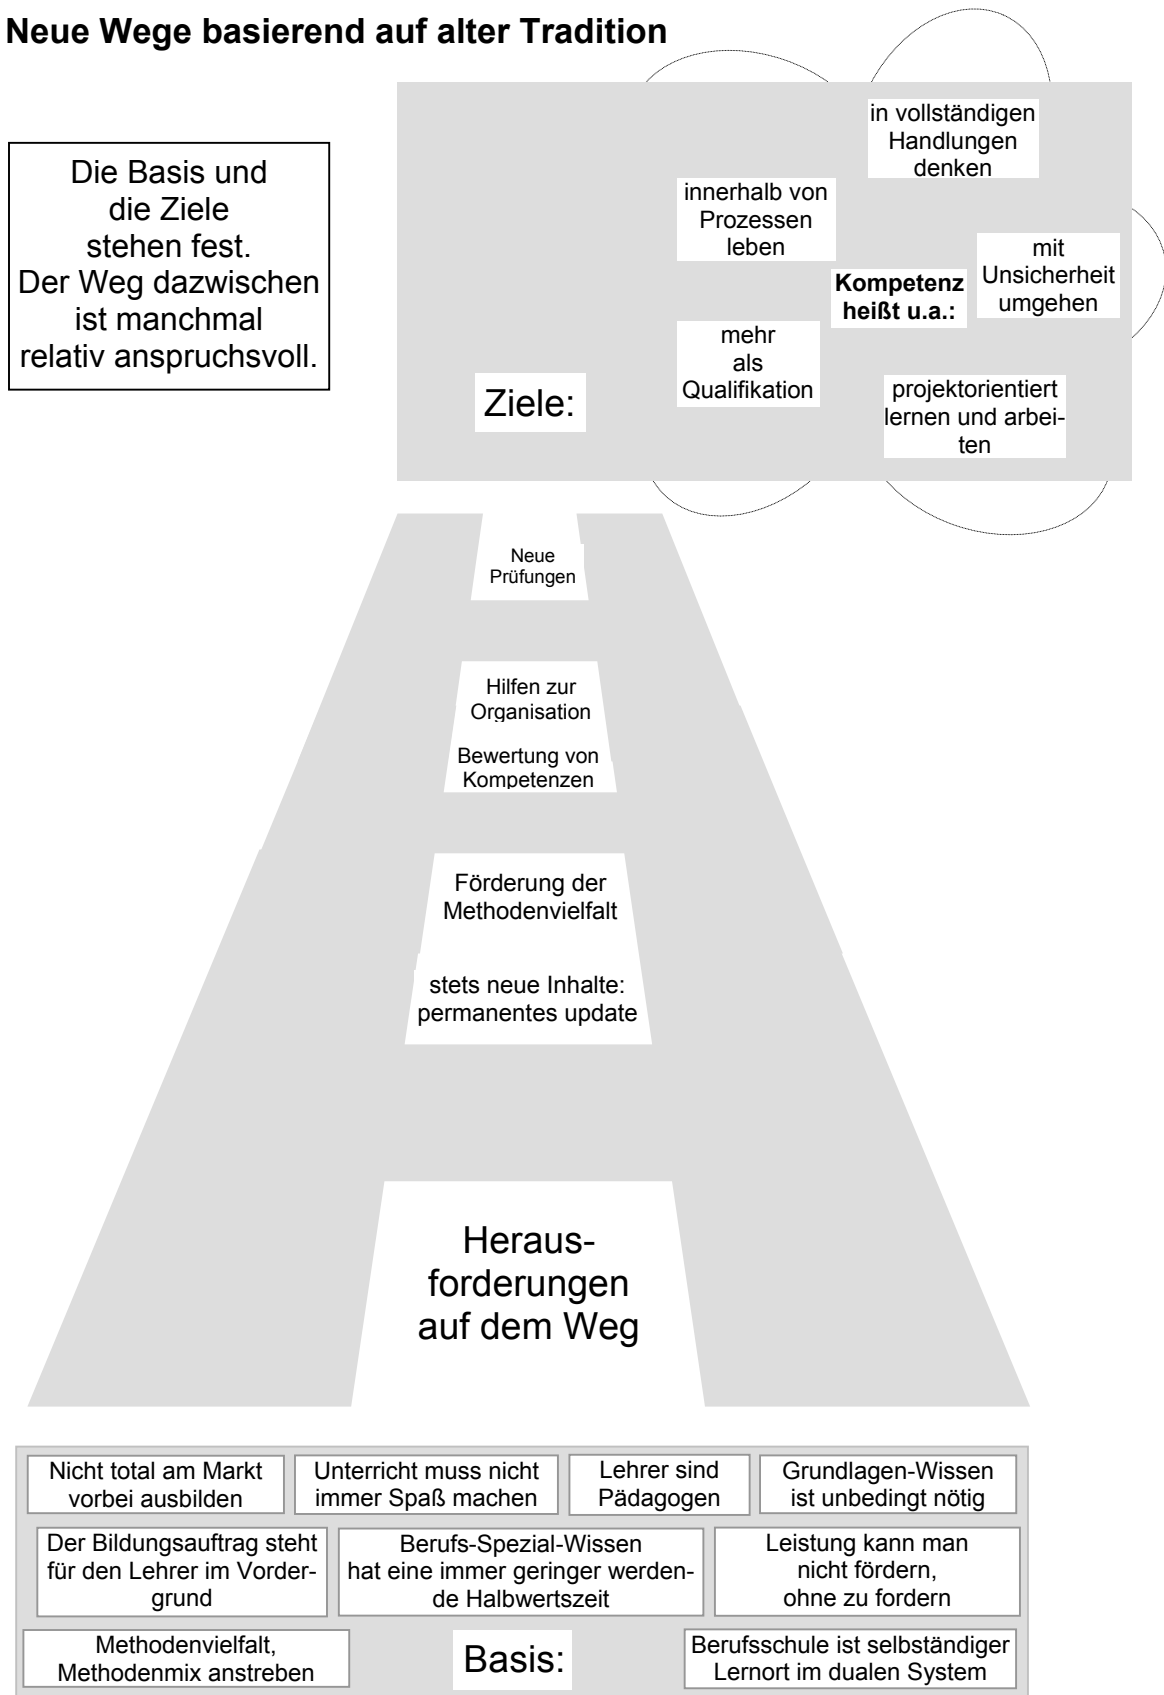 Neue Wege basierend auf alter Tradition
Die Basis und
die Ziele
stehen fest.
Der Weg dazwischen
ist manchmal
relativ anspruchsvoll.
in vollständigen
Handlungen
denken
innerhalb von
Prozessen
leben
mit
Unsicherheit
umgehen
Kompetenz
heißt u.a.:
mehr
als
Qualifikation
projektorientiert
lernen und arbei-
ten
Ziele:
Neue
Prüfungen
Hilfen zur
Organisation
Bewertung von
Kompetenzen
Förderung der
Methodenvielfalt
stets neue Inhalte:
permanentes update
Heraus-
forderungen
auf dem Weg
Nicht total am Markt
vorbei ausbilden
Unterricht muss nicht
immer Spaß machen
Lehrer sind
Pädagogen
Grundlagen-Wissen
ist unbedingt nötig
Der Bildungsauftrag steht
für den Lehrer im Vorder-
grund
Berufs-Spezial-Wissen
hat eine immer geringer werden-
de Halbwertszeit
Leistung kann man
nicht fördern,
ohne zu fordern
Methodenvielfalt,
Methodenmix anstreben
Basis:
Berufsschule ist selbständiger
Lernort im dualen System